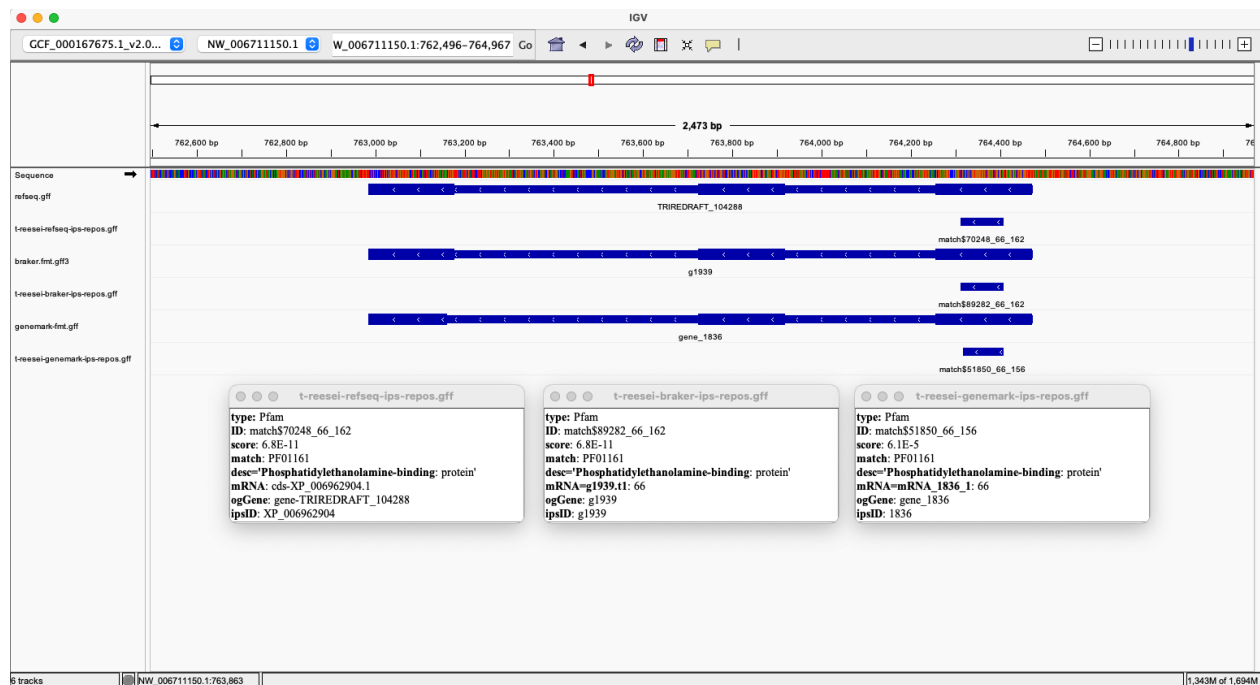 IGV
GCF_000167675.1_v2.0... NW_006711150.1 W_006711150.1:762,496-764,967 Go
2,473 bp
762,600 bp 762,800 bp 763,000 bp 763,200 bp 763,400 bp 763,600 bp 763,800 bp 764,000 bp 764,200 bp 764,400 bp 764,600 bp 764,800 bp 76
Sequence
refseq.gff
TRIREDRAFT_104288
t-reesei-refseq-ips-repos.gff
match$70248_66_162
braker.fmt.gff3
g1939
t-reesei-braker-ips-repos.gff
match$89282_66_162
genemark-fmt.gff
gene_1836
t-reesei-genemark-ips-repos.gff
match$51850_66_156
t-reesei-refseq-ips-repos.gff
type: Pfam
ID: match$70248_66_162
score: 6.8E-11
match: PF01161
desc='Phosphatidylethanolamine-binding: protein'
mRNA: cds-XP_006962904.1
ogGene: gene-TRIREDRAFT_104288
ipsID: XP_006962904
t-reesei-braker-ips-repos.gff
type: Pfam
ID: match$89282_66_162
score: 6.8E-11
match: PF01161
desc='Phosphatidylethanolamine-binding: protein'
mRNA=g1939.t1: 66
ogGene: g1939
ipsID: g1939
t-reesei-genemark-ips-repos.gff
type: Pfam
ID: match$51850_66_156
score: 6.1E-5
match: PF01161
desc='Phosphatidylethanolamine-binding: protein'
mRNA=mRNA_1836_1: 66
ogGene: gene_1836
ipsID: 1836
6 tracks NW_006711150.1:763,863 1,343M of 1,694M